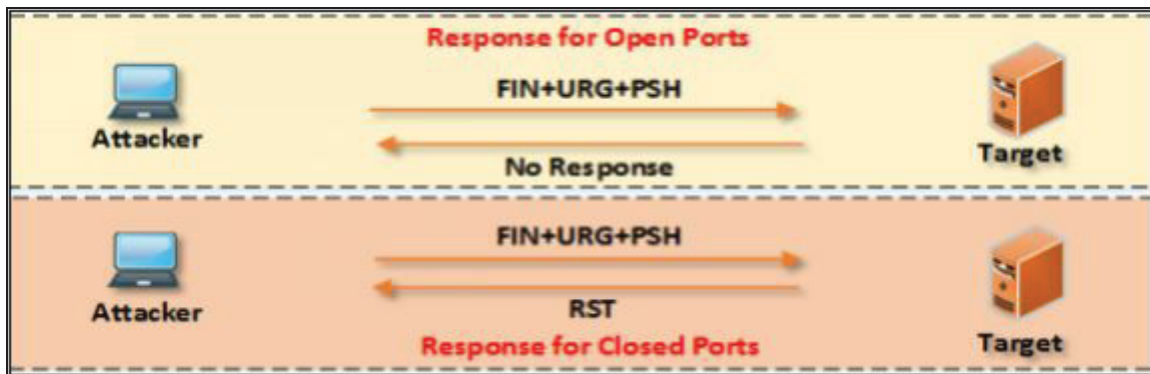 Response for Open Ports
FIN+URG+PSH
Attacker
No Response
Target
FIN+URG+PSH
Attacker
RST
Response for Closed Ports
Target